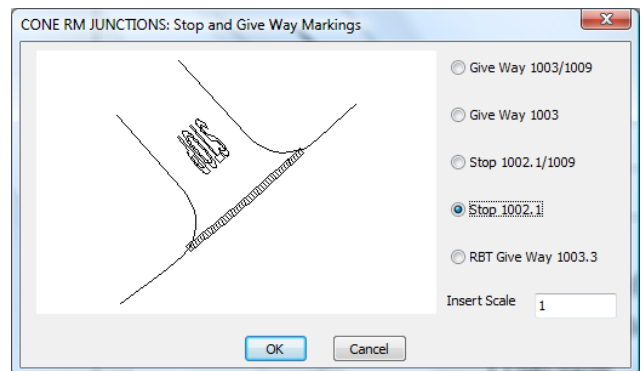 CONE RM JUNCTIONS: Stop and Give Way Markings
STOP
Give Way 1003/1009
Give Way 1003
Stop 1002.1/1009
Stop 1002.1
RBT Give Way 1003.3
Insert Scale 1
OK Cancel